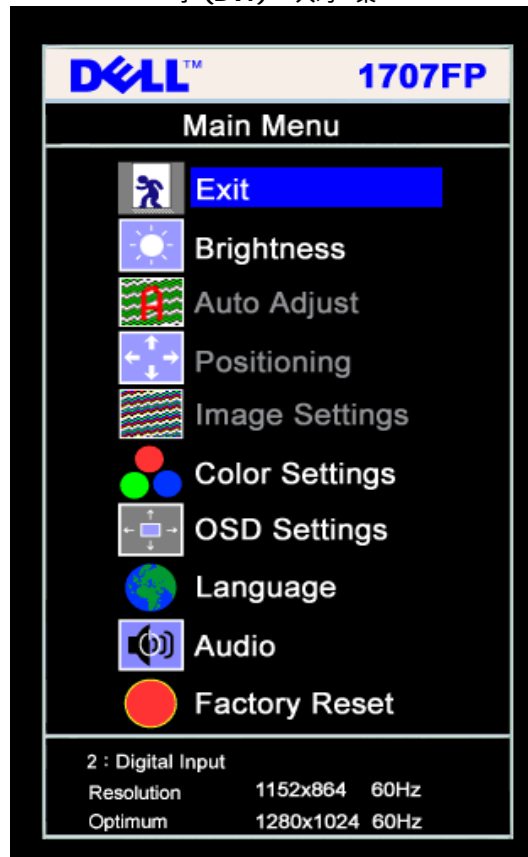 (DVI)
DELL™ 1707FP
Main Menu
Exit
Brightness
Auto Adjust
Positioning
Image Settings
Color Settings
OSD Settings
Language
Audio
Factory Reset
2 : Digital Input
Resolution 1152x864 60Hz
Optimum 1280x1024 60Hz